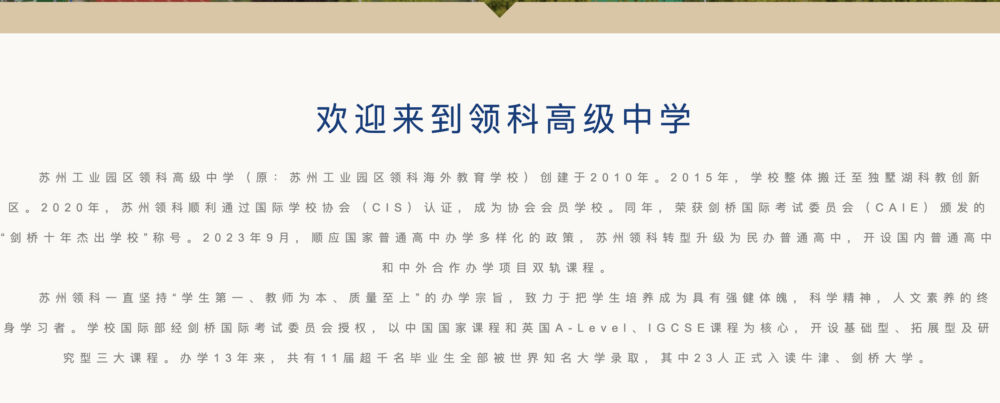 欢迎来到领科高级中学
苏州工业园区领科高级中学（原：苏州工业园区领科海外教育学校）创建于2010年。2015年，学校整体搬迁至独墅湖科教创新
区。2020年，苏州领科顺利通过国际学校协会（CIS）认证，成为协会会员学校。同年，荣获剑桥国际考试委员会（CAIE）颁发的
“剑桥十年杰出学校”称号。2023年9月，顺应国家普通高中办学多样化的政策，苏州领科转型升级为民办普通高中，开设国内普通高中
和中外合作办学项目双轨课程。
苏州领科一直坚持“学生第一、教师为本、质量至上”的办学宗旨，致力于把学生培养成为具有强健体魄，科学精神，人文素养的终
身学习者。学校国际部经剑桥国际考试委员会授权，以中国国家课程和英国A-Level、IGCSE课程为核心，开设基础型、拓展型及研
究型三大课程。办学13年来，共有11届超千名毕业生全部被世界知名大学录取，其中23人正式入读牛津、剑桥大学。